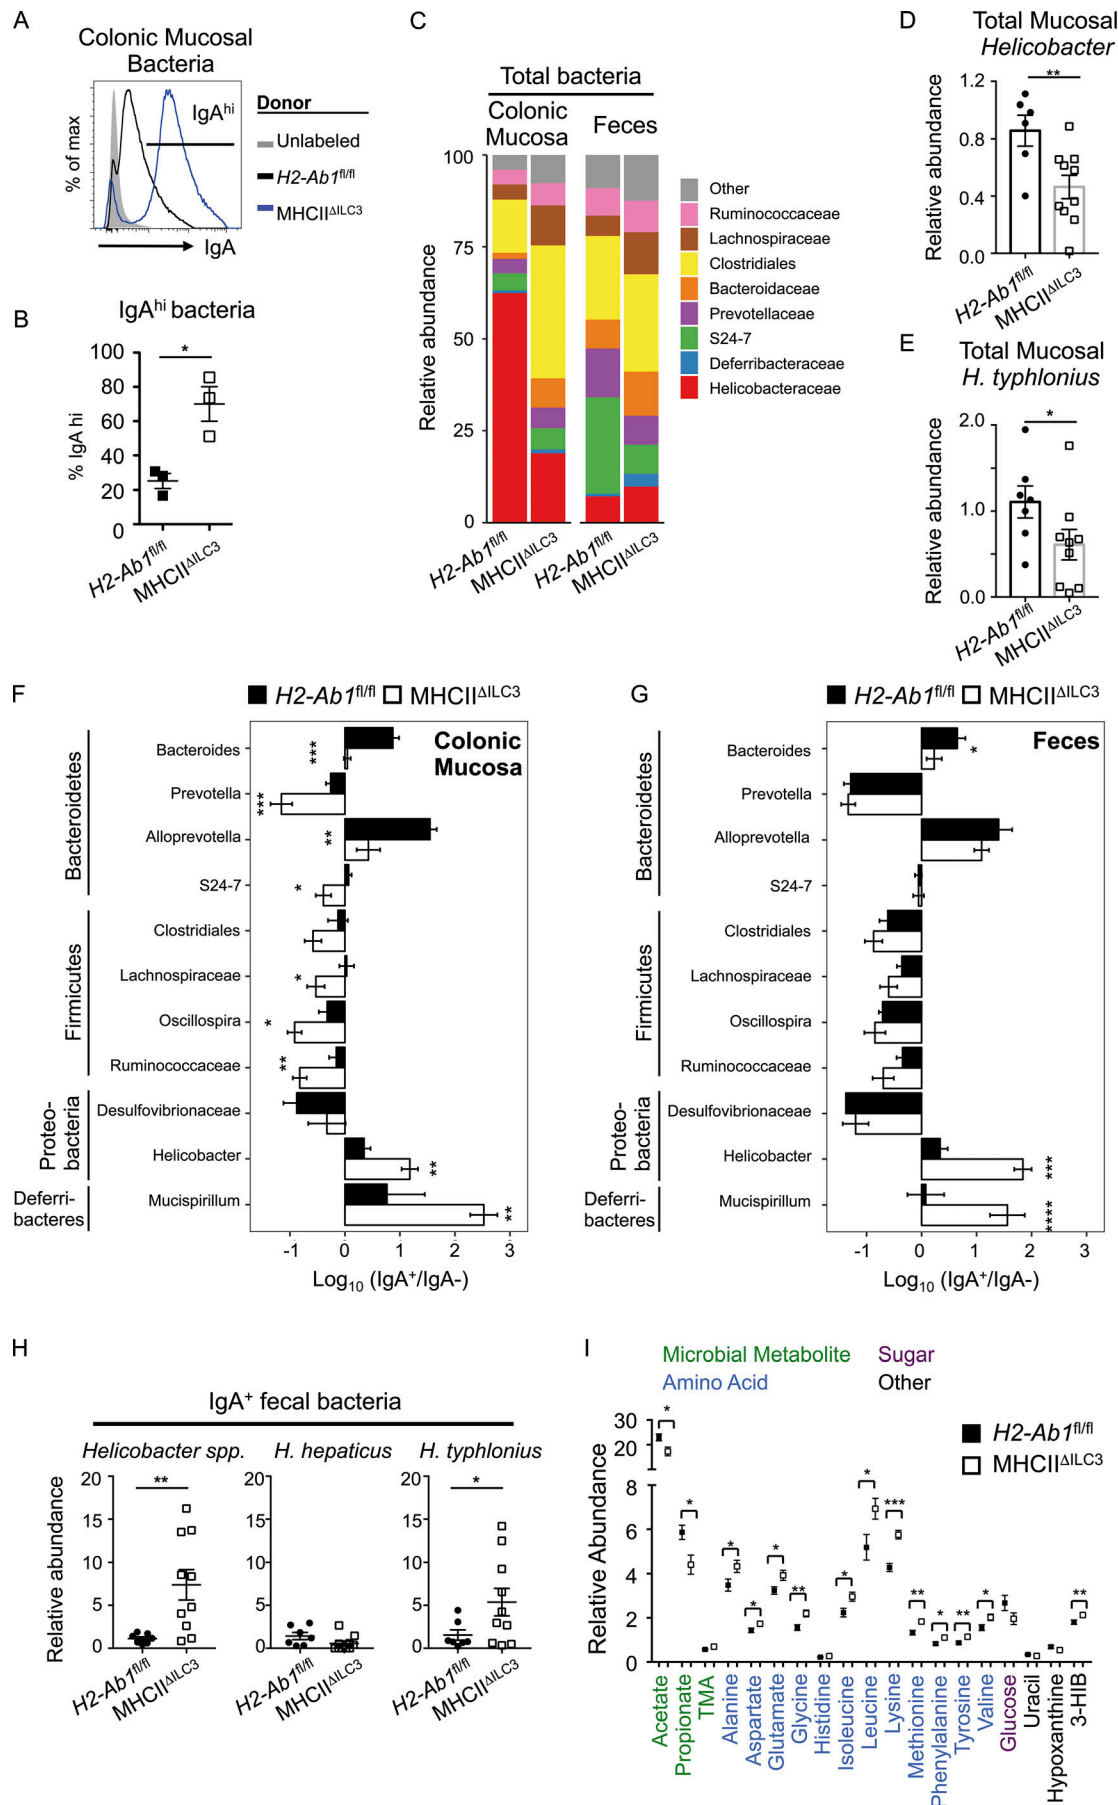 A
Colonic Mucosal
Bacteria
% of max
IgAhi
IgA
Donor
Unlabeled
H2-Ab1fl/fl
MHCIIΔILC3
B
IgAhi bacteria
% IgA hi
100
80
60
40
20
0
*
H2-Ab1fl/fl
MHCIIΔILC3
C
Total bacteria
Colonic
Mucosa
Feces
Relative abundance
100
75
50
25
0
H2-Ab1fl/fl
MHCIIΔILC3
H2-Ab1fl/fl
MHCIIΔILC3
Other
Ruminococcaceae
Lachnospiraceae
Clostridiales
Bacteroidaceae
Prevotellaceae
S24-7
Deferribacteraceae
Helicobacteraceae
D
Total Mucosal
Helicobacter
Relative abundance
1.2
0.8
0.4
0.0
**
H2-Ab1fl/fl
MHCIIΔILC3
E
Total Mucosal
H. typhlonius
Relative abundance
2.0
1.0
0.0
*
H2-Ab1fl/fl
MHCIIΔILC3
F
H2-Ab1fl/fl MHCIIΔILC3
Colonic
Mucosa
Bacteroidetes
Firmicutes
Proteo-
bacteria
Deferri-
bacteres
Bacteroides
***
Prevotella
***
Alloprevotella
**
S24-7
*
Clostridiales
Lachnospiraceae
*
Oscillospira
*
Ruminococcaceae
**
Desulfovibrionaceae
Helicobacter
**
Mucispirillum
**
-1 0 1 2 3
Log10 (IgA+/IgA-)
G
H2-Ab1fl/fl MHCIIΔILC3
Feces
Bacteroidetes
Firmicutes
Proteo-
bacteria
Deferri-
bacteres
Bacteroides
*
Prevotella
Alloprevotella
S24-7
Clostridiales
Lachnospiraceae
Oscillospira
Ruminococcaceae
Desulfovibrionaceae
Helicobacter
***
Mucispirillum
****
-1 0 1 2 3
Log10 (IgA+/IgA-)
H
IgA+ fecal bacteria
Helicobacter spp.
H. hepaticus
H. typhlonius
Relative abundance
20
15
10
5
0
**
H2-Ab1fl/fl
MHCIIΔILC3
20
15
10
5
0
H2-Ab1fl/fl
MHCIIΔILC3
20
15
10
5
0
*
H2-Ab1fl/fl
MHCIIΔILC3
I
Microbial Metabolite
Sugar
Amino Acid
Other
H2-Ab1fl/fl
MHCIIΔILC3
Relative Abundance
30
20
8
6
4
2
0
*
*
*
*
*
**
*
*
***
**
*
**
*
**
Acetate
Propionate
TMA
Alanine
Aspartate
Glutamate
Glycine
Histidine
Isoleucine
Leucine
Lysine
Methionine
Phenylalanine
Tyrosine
Valine
Glucose
Uracil
Hypoxanthine
3-HIB